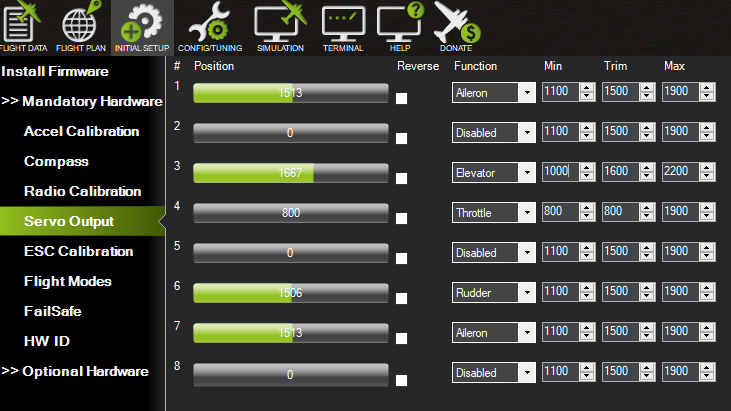 FLIGHT DATA FLIGHT PLAN INITIAL SETUP CONFIG/TUNING SIMULATION TERMINAL HELP DONATE
Install Firmware
>> Mandatory Hardware
Accel Calibration
Compass
Radio Calibration
Servo Output
ESC Calibration
Flight Modes
FailSafe
HW ID
>> Optional Hardware
# Position Reverse Function Min Trim Max
1 1513 Aileron 1100 1500 1900
2 0 Disabled 1100 1500 1900
3 1667 Elevator 1000 1600 2200
4 800 Throttle 800 800 1900
5 0 Disabled 1100 1500 1900
6 1506 Rudder 1100 1500 1900
7 1513 Aileron 1100 1500 1900
8 0 Disabled 1100 1500 1900